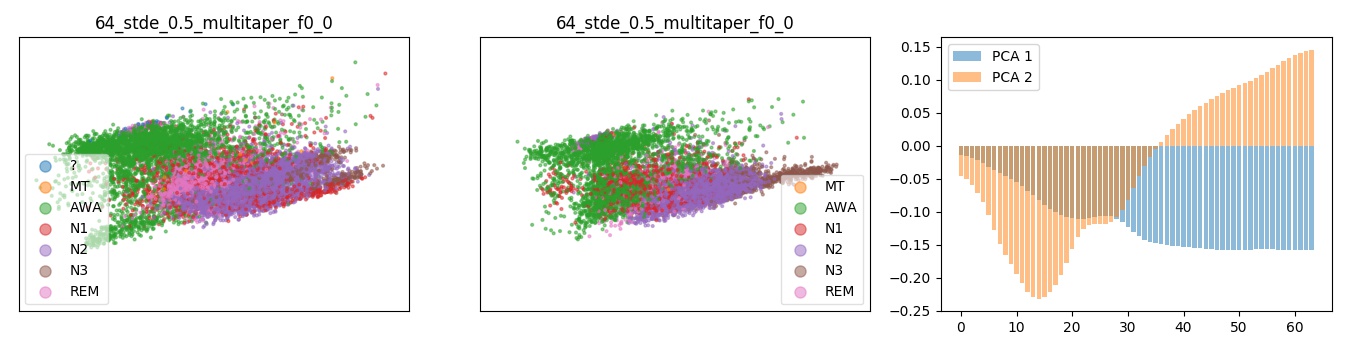 64_stde_0.5_multitaper_f0_0
?
MT
AWA
N1
N2
N3
REM
64_stde_0.5_multitaper_f0_0
MT
AWA
N1
N2
N3
REM
PCA 1
PCA 2
0.15
0.10
0.05
0.00
−0.05
−0.10
−0.15
−0.20
−0.25
0 10 20 30 40 50 60